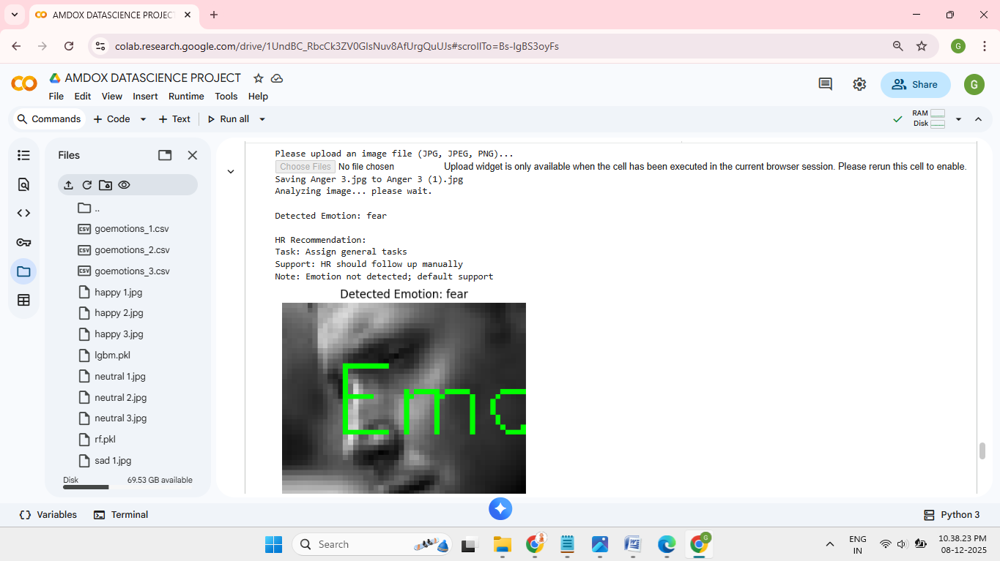 AMDOX DATASCIENCE PROJECT
colab.research.google.com/drive/1UndBC_RbcCk3ZV0GIsNuv8AfUrgQuUJs#scrollTo=Bs-IgBS3oyFs
G
AMDOX DATASCIENCE PROJECT
File Edit View Insert Runtime Tools Help
Share
G
Commands + Code + Text Run all
RAM
Disk
Files
..
goemotions_1.csv
goemotions_2.csv
goemotions_3.csv
happy 1.jpg
happy 2.jpg
happy 3.jpg
lgbm.pkl
neutral 1.jpg
neutral 2.jpg
neutral 3.jpg
rf.pkl
sad 1.jpg
Disk 69.53 GB available
Please upload an image file (JPG, JPEG, PNG)...
Choose Files No file chosen Upload widget is only available when the cell has been executed in the current browser session. Please rerun this cell to enable.
Saving Anger 3.jpg to Anger 3 (1).jpg
Analyzing image... please wait.
Detected Emotion: fear
HR Recommendation:
Task: Assign general tasks
Support: HR should follow up manually
Note: Emotion not detected; default support
Detected Emotion: fear
Emo
Variables Terminal
Python 3
Search
ENG
IN
10.38.23 PM
08-12-2025